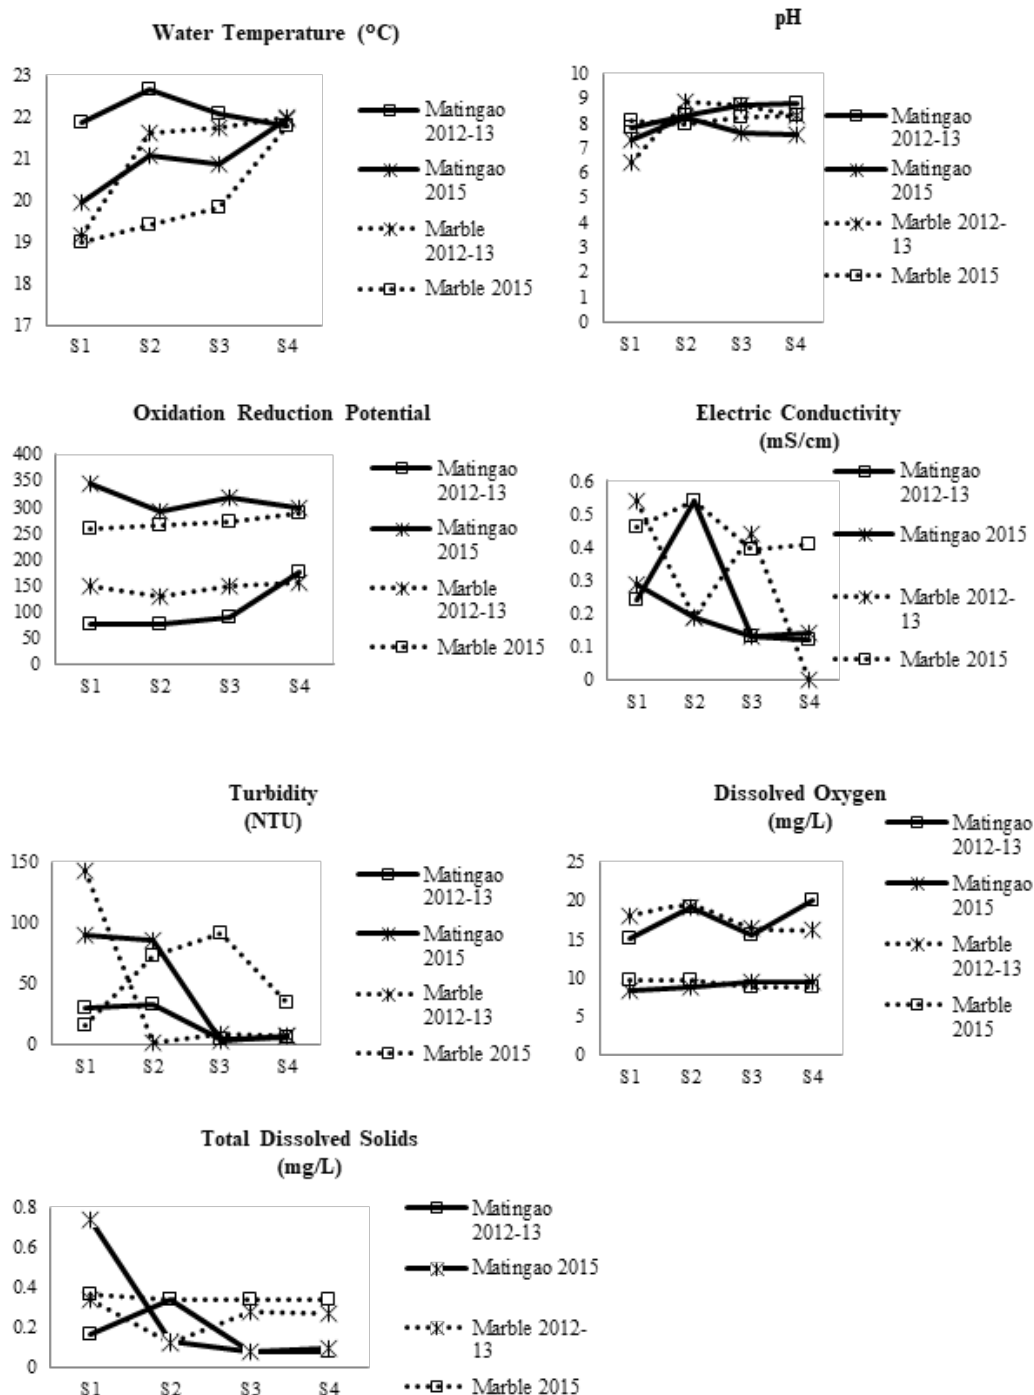 Water Temperature (°C)
23
22
21
20
19
18
17
S1 S2 S3 S4
Matingao
2012-13
Matingao
2015
Marble
2012-13
Marble 2015
pH
10
9
8
7
6
5
4
3
2
1
0
S1 S2 S3 S4
Matingao
2012-13
Matingao
2015
Marble 2012-
13
Marble 2015
Oxidation Reduction Potential
400
350
300
250
200
150
100
50
0
S1 S2 S3 S4
Matingao
2012-13
Matingao
2015
Marble
2012-13
Marble 2015
Electric Conductivity
(mS/cm)
0.6
0.5
0.4
0.3
0.2
0.1
0
S1 S2 S3 S4
Matingao
2012-13
Matingao 2015
Marble 2012-
13
Marble 2015
Turbidity
(NTU)
150
100
50
0
S1 S2 S3 S4
Matingao
2012-13
Matingao
2015
Marble
2012-13
Marble 2015
Dissolved Oxygen
(mg/L)
25
20
15
10
5
0
S1 S2 S3 S4
Matingao
2012-13
Matingao
2015
Marble
2012-13
Marble
2015
Total Dissolved Solids
(mg/L)
0.8
0.6
0.4
0.2
0
S1 S2 S3 S4
Matingao
2012-13
Matingao 2015
Marble 2012-
13
Marble 2015